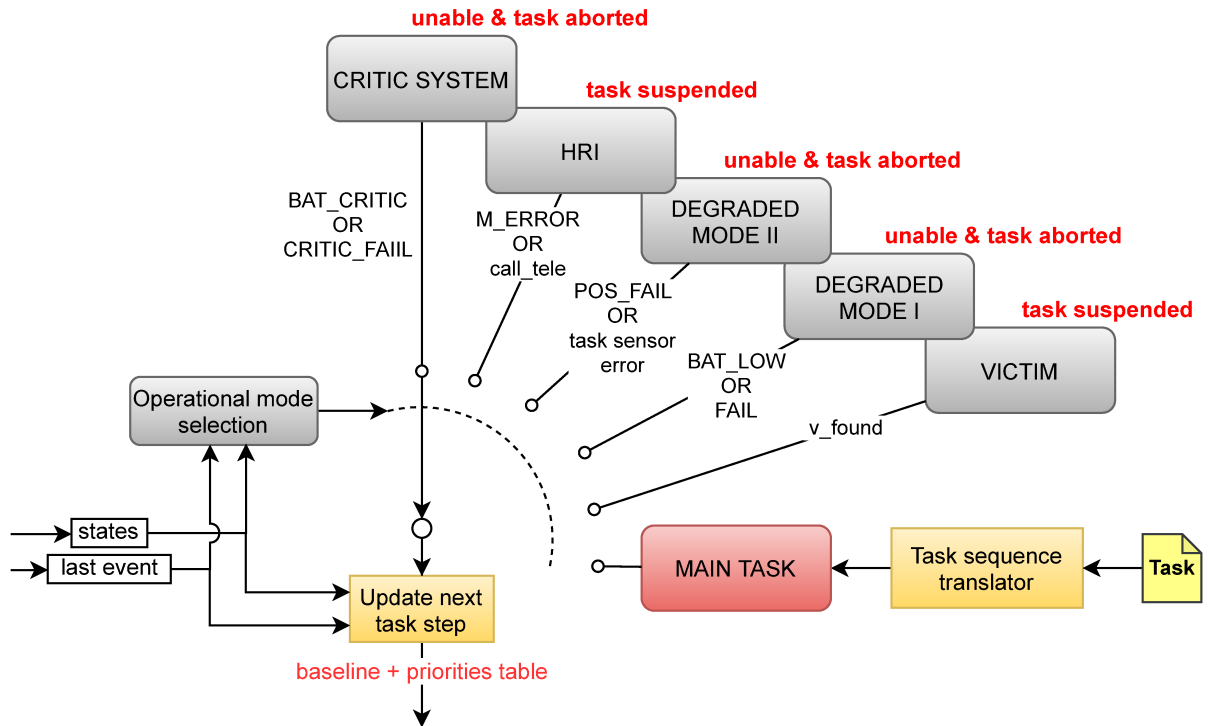 unable & task aborted
CRITIC SYSTEM
task suspended
HRI
unable & task aborted
DEGRADED
MODE II
unable & task aborted
DEGRADED
MODE I
task suspended
VICTIM
BAT_CRITIC
OR
CRITIC_FAIIL
M_ERROR
OR
call_tele
POS_FAIL
OR
task sensor
error
BAT_LOW
OR
FAIL
v_found
Operational mode
selection
states
last event
Update next
task step
baseline + priorities table
MAIN TASK
Task sequence
translator
Task